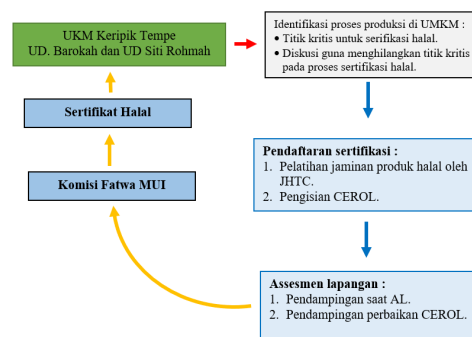 UKM Keripik Tempe
UD. Barokah dan UD Siti Rohmah
Identifikasi proses produksi di UMKM :
• Titik kritis untuk serifikasi halal.
• Diskusi guna menghilangkan titik kritis
pada proses sertifikasi halal.
Pendaftaran sertifikasi :
1. Pelatihan jaminan produk halal oleh
JHTC.
2. Pengisian CEROL.
Assesmen lapangan :
1. Pendampingan saat AL.
2. Pendampingan perbaikan CEROL.
Komisi Fatwa MUI
Sertifikat Halal